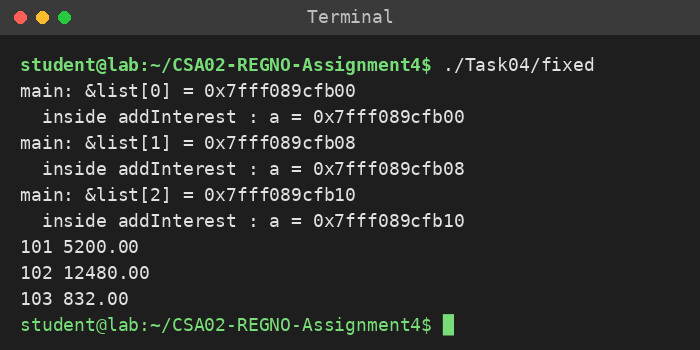 Terminal
student@lab:~/CSA02-REGNO-Assignment4$ ./Task04/fixed
main: &list[0] = 0x7fff089cfb00
  inside addInterest : a = 0x7fff089cfb00
main: &list[1] = 0x7fff089cfb08
  inside addInterest : a = 0x7fff089cfb08
main: &list[2] = 0x7fff089cfb10
  inside addInterest : a = 0x7fff089cfb10
101 5200.00
102 12480.00
103 832.00
student@lab:~/CSA02-REGNO-Assignment4$